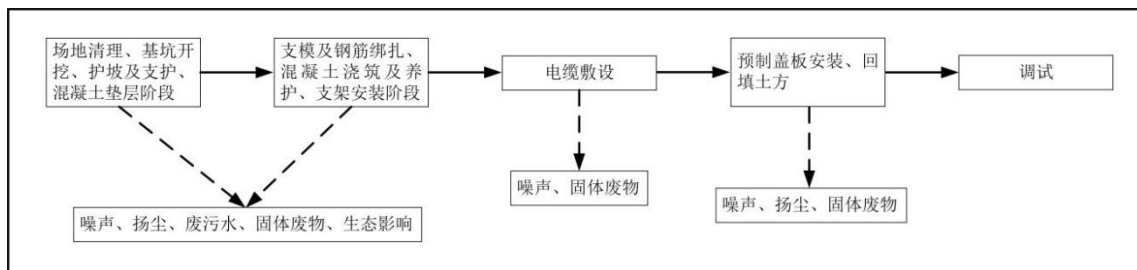 场地清理、基坑开
挖、护坡及支护、
混凝土垫层阶段
支模及钢筋绑扎、
混凝土浇筑及养
护、支架安装阶段
电缆敷设
预制盖板安装、回
填土方
调试
噪声、扬尘、废污水、固体废物、生态影响
噪声、固体废物
噪声、扬尘、固体废物